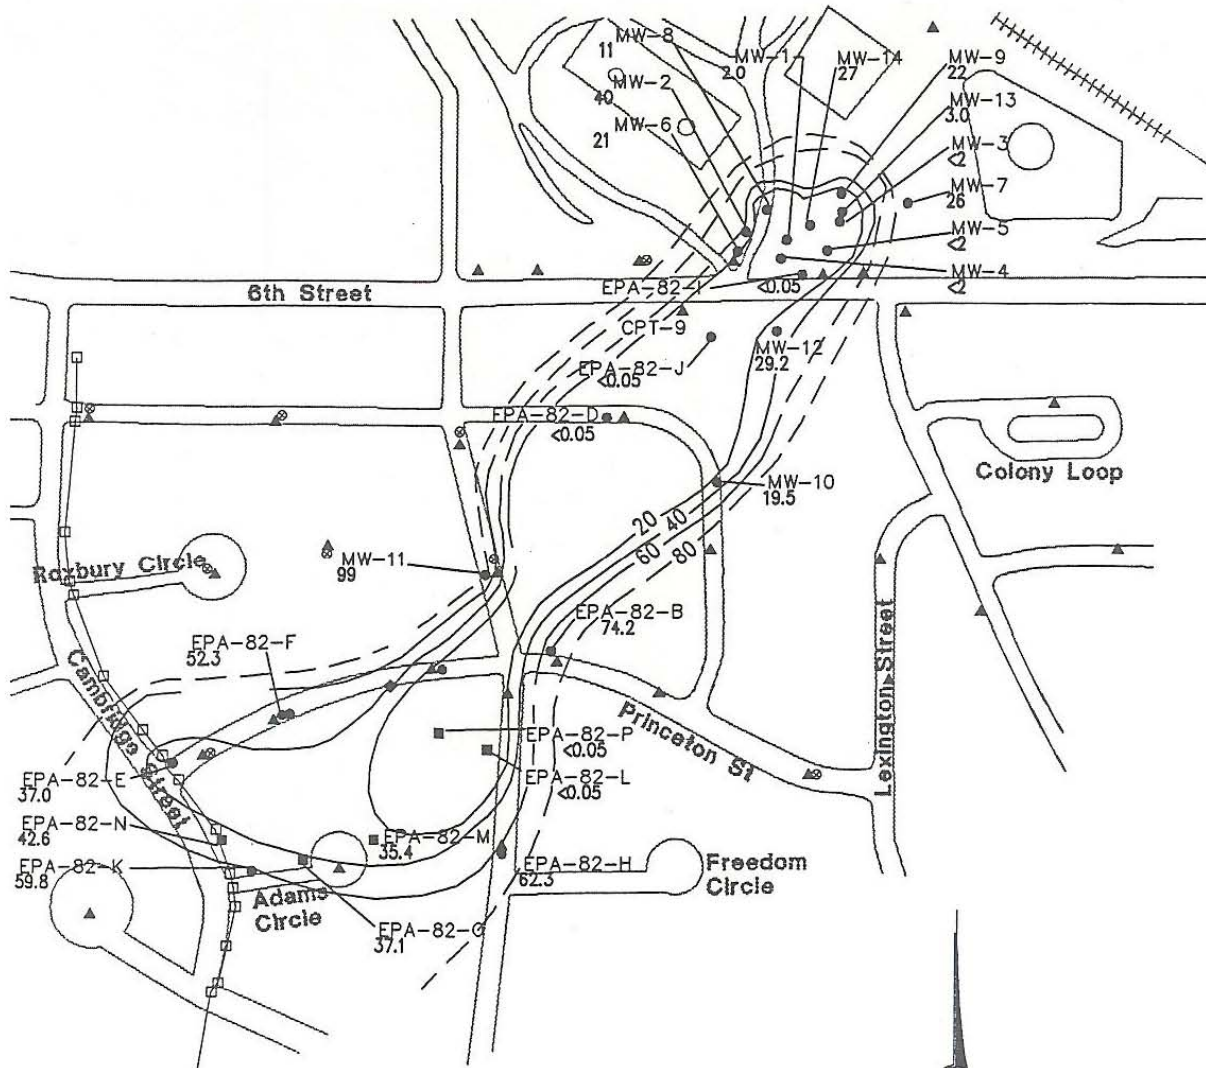 MW-8
11
MW-1
20
MW-14
27
MW-9
22
MW-2
40
MW-13
3.0
MW-6
21
MW-3
<2
MW-7
26
MW-5
<2
MW-4
<2
EPA-82-I
<0.05
6th Street
CPT-9
MW-12
29.2
EPA-82-J
<0.05
EPA-82-D
<0.05
Colony Loop
MW-10
19.5
20
40
60
80
Roxbury Circle
MW-11
99
EPA-82-B
74.2
EPA-82-F
52.3
Cambridge Street
Lexington Street
Princeton St
EPA-82-P
<0.05
EPA-82-L
<0.05
EPA-82-E
37.0
EPA-82-N
42.6
EPA-82-M
35.4
EPA-82-K
59.8
EPA-82-H
62.3
Freedom
Circle
Adams
Circle
EPA-82-O
37.1